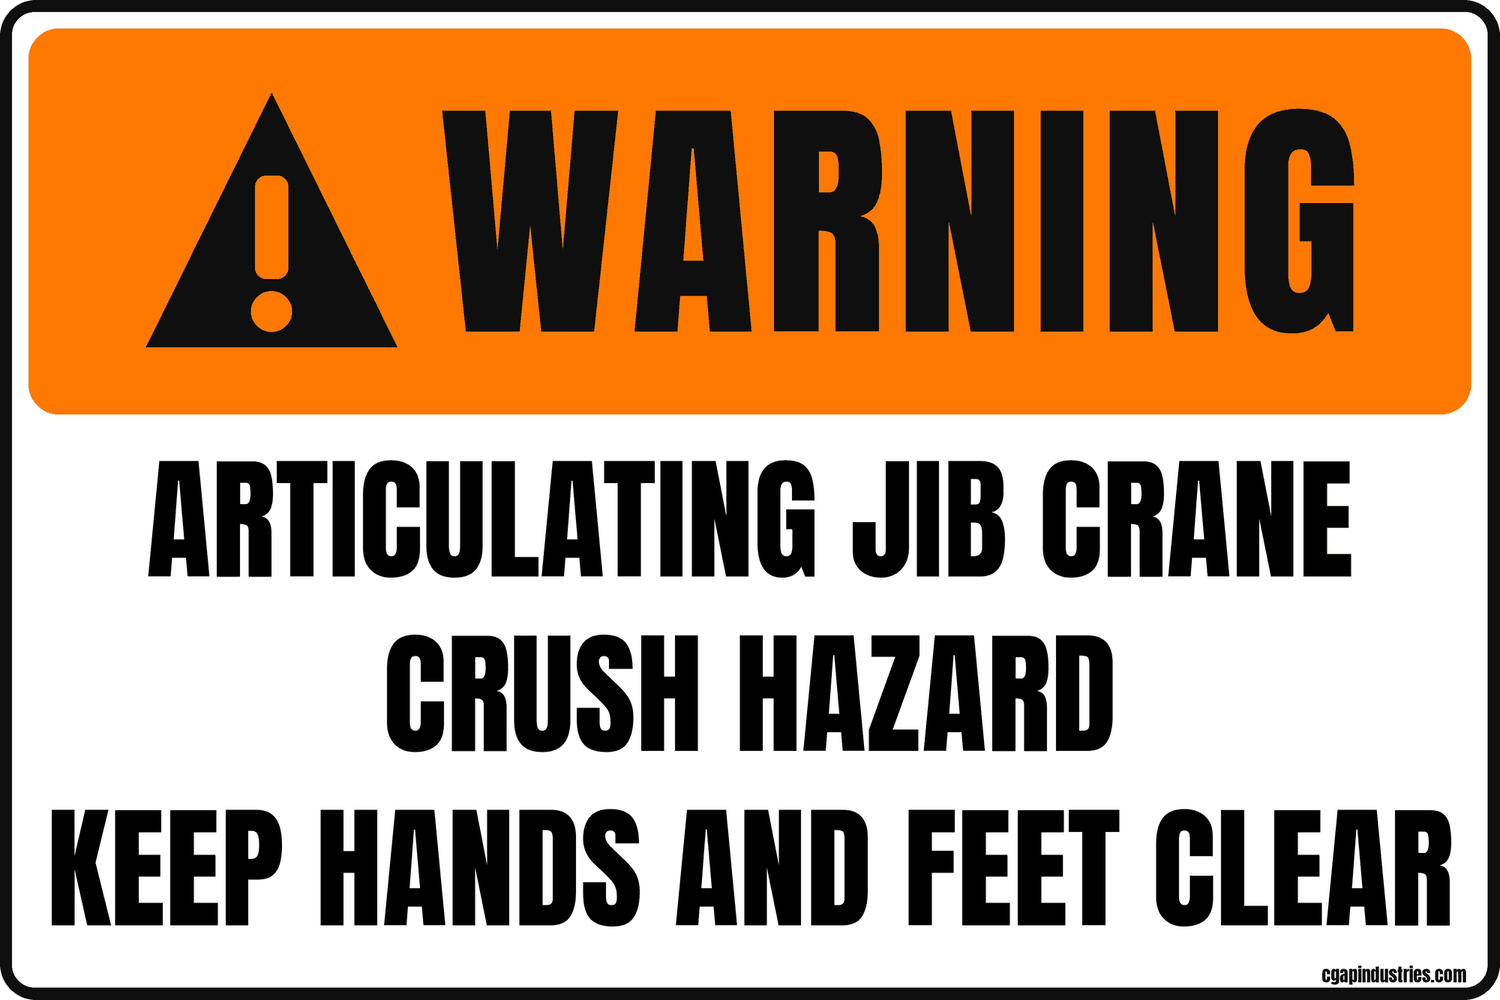 WARNING
ARTICULATING JIB CRANE
CRUSH HAZARD
KEEP HANDS AND FEET CLEAR
cgapindustries.com